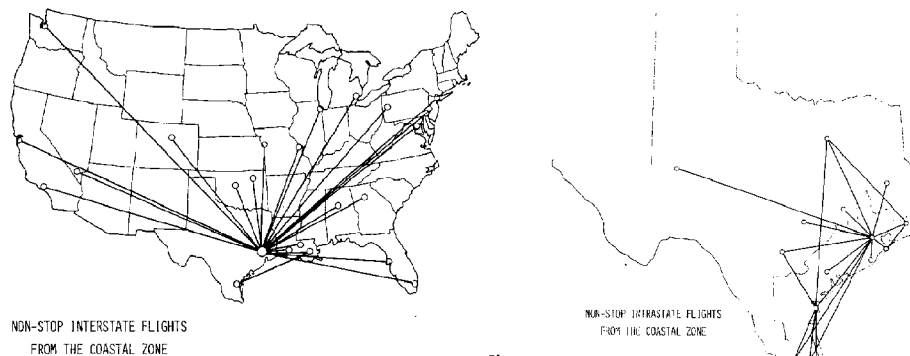 NON-STOP INTERSTATE FLIGHTS
FROM THE COASTAL ZONE
NON-STOP INTRASTATE FLIGHTS
FROM THE COASTAL ZONE